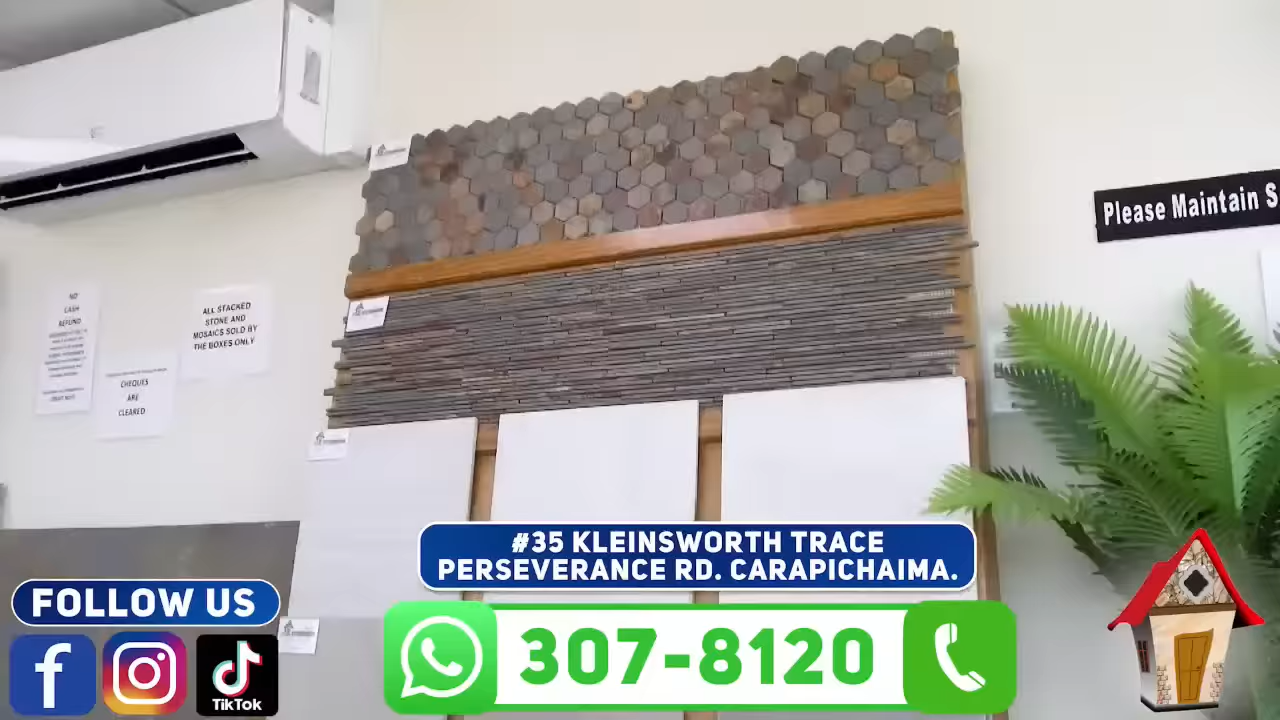 Please Maintain S
NO
CASH
REFUND
CHEQUES
ARE
CLEARED
ALL STACKED
STONE AND
MOSAICS SOLD BY
THE BOXES ONLY
#35 KLEINSWORTH TRACE
PERSEVERANCE RD. CARAPICHAIMA.
FOLLOW US
307-8120
TikTok